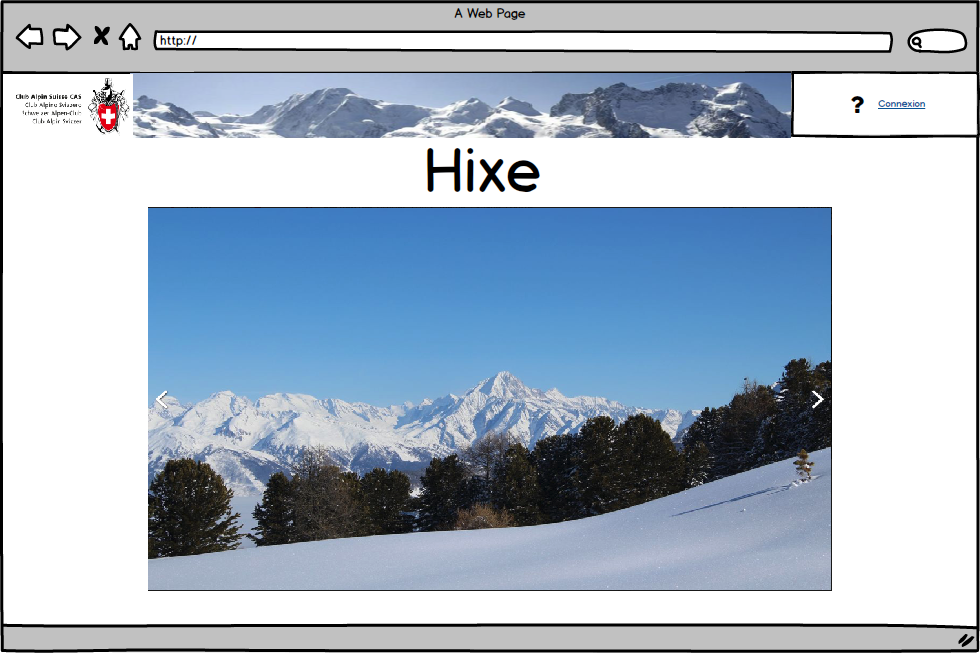 A Web Page
http://
Club Alpin Suisse CAS
Club Alpino Svizzero
Schweizer Alpen-Club
Club Alpin Svizzer
? Connexion
Hixe